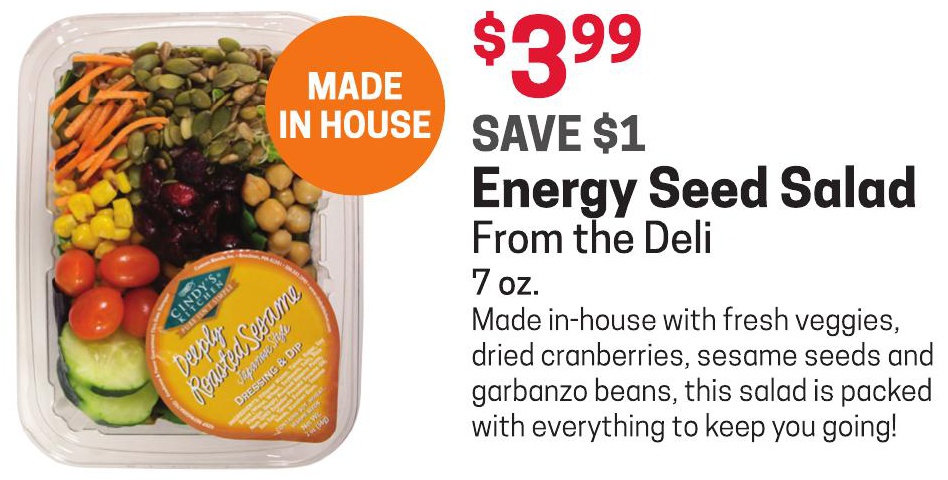 MADE
IN HOUSE
$3.99
SAVE $1
Energy Seed Salad
From the Deli
7 oz.
Made in-house with fresh veggies,
dried cranberries, sesame seeds and
garbanzo beans, this salad is packed
with everything to keep you going!
CINDY'S
KITCHEN
Deeply
Roasted Sesame
Japanese Style
DRESSING & DIP